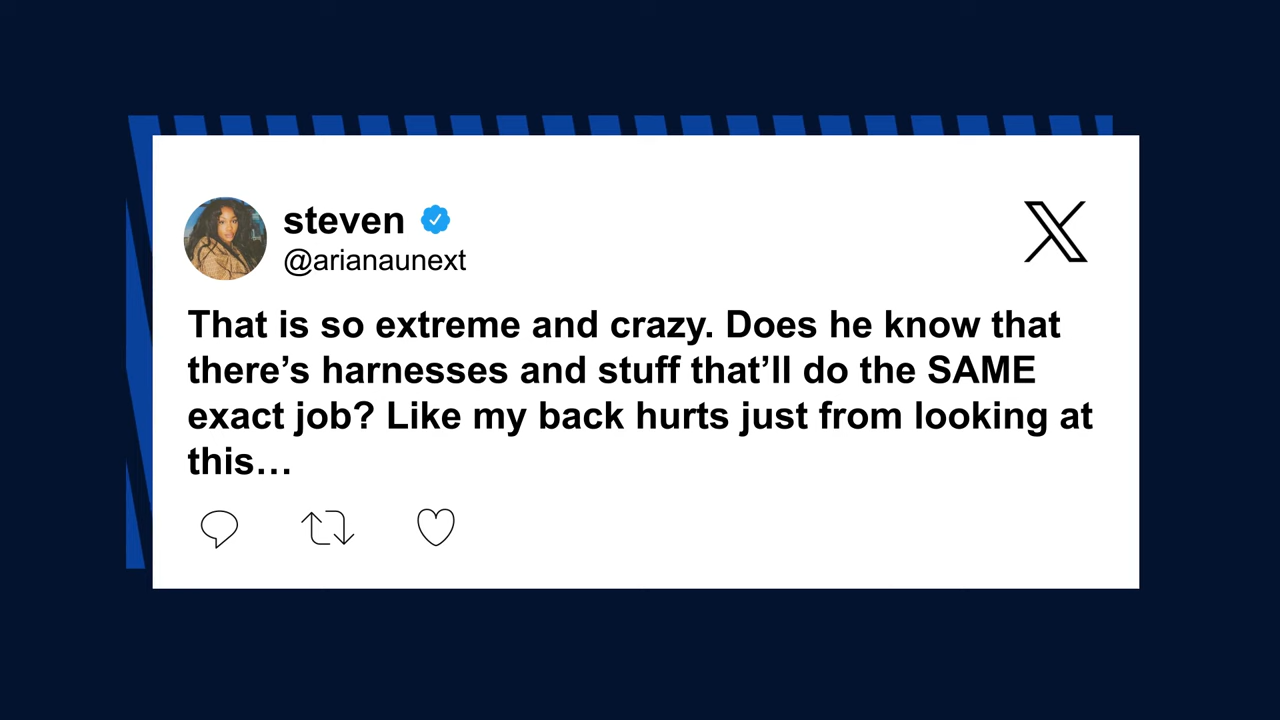 steven
@arianaunext
That is so extreme and crazy. Does he know that
there’s harnesses and stuff that’ll do the SAME
exact job? Like my back hurts just from looking at
this…